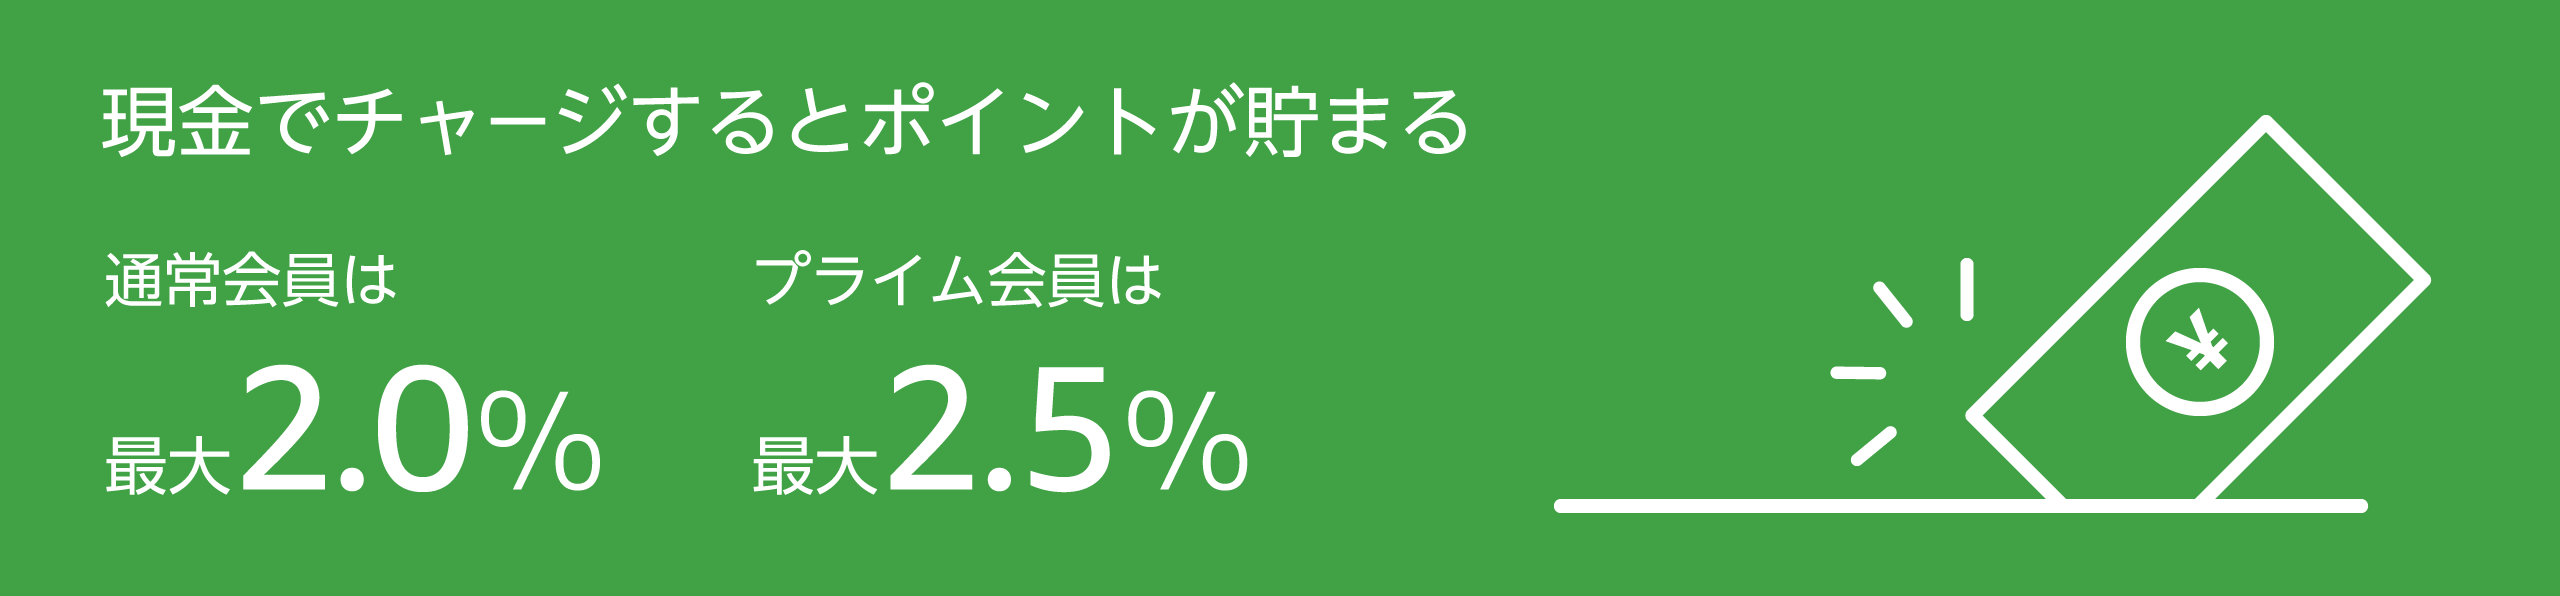 現金でチャージするとポイントが貯まる
通常会員は
最大2.0%
プライム会員は
最大2.5%
¥